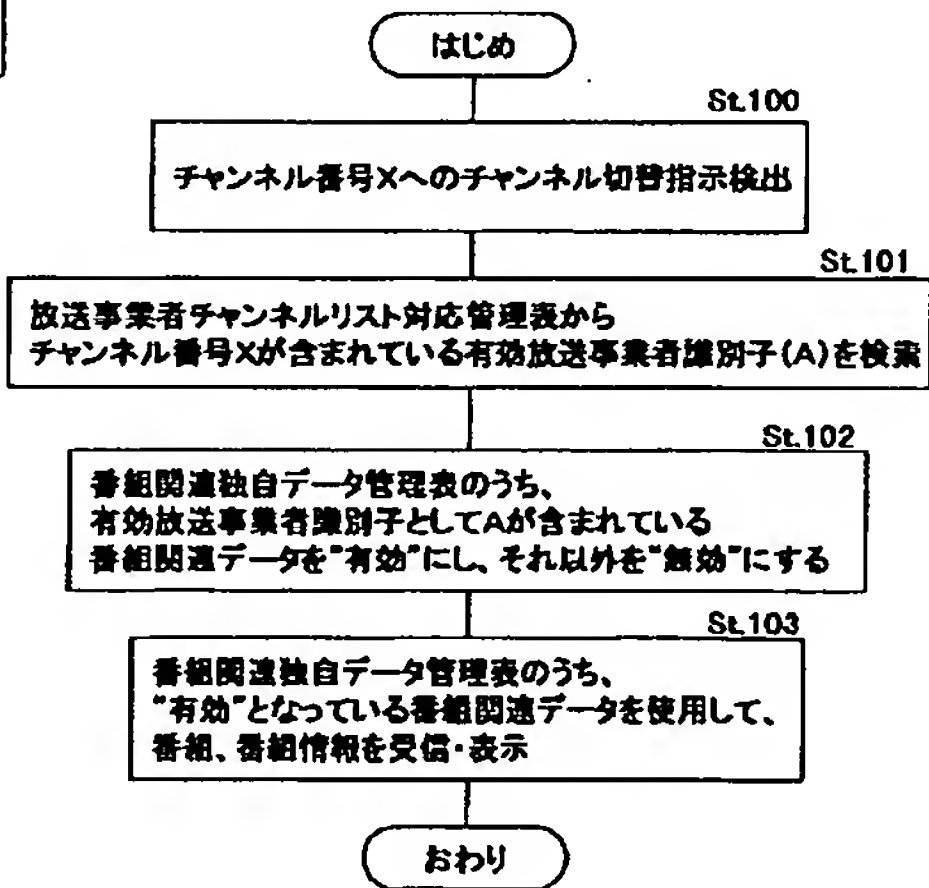 はじめ
St.100
チャンネル番号Xへのチャンネル切替指示検出
St.101
放送事業者チャンネルリスト対応管理表から
チャンネル番号Xが含まれている有効放送事業者識別子(A)を検索
St.102
番組関連独自データ管理表のうち、
有効放送事業者識別子としてAが含まれている
番組関連データを"有効"にし、それ以外を"無効"にする
St.103
番組関連独自データ管理表のうち、
"有効"となっている番組関連データを使用して、
番組、番組情報を受信・表示
おわり